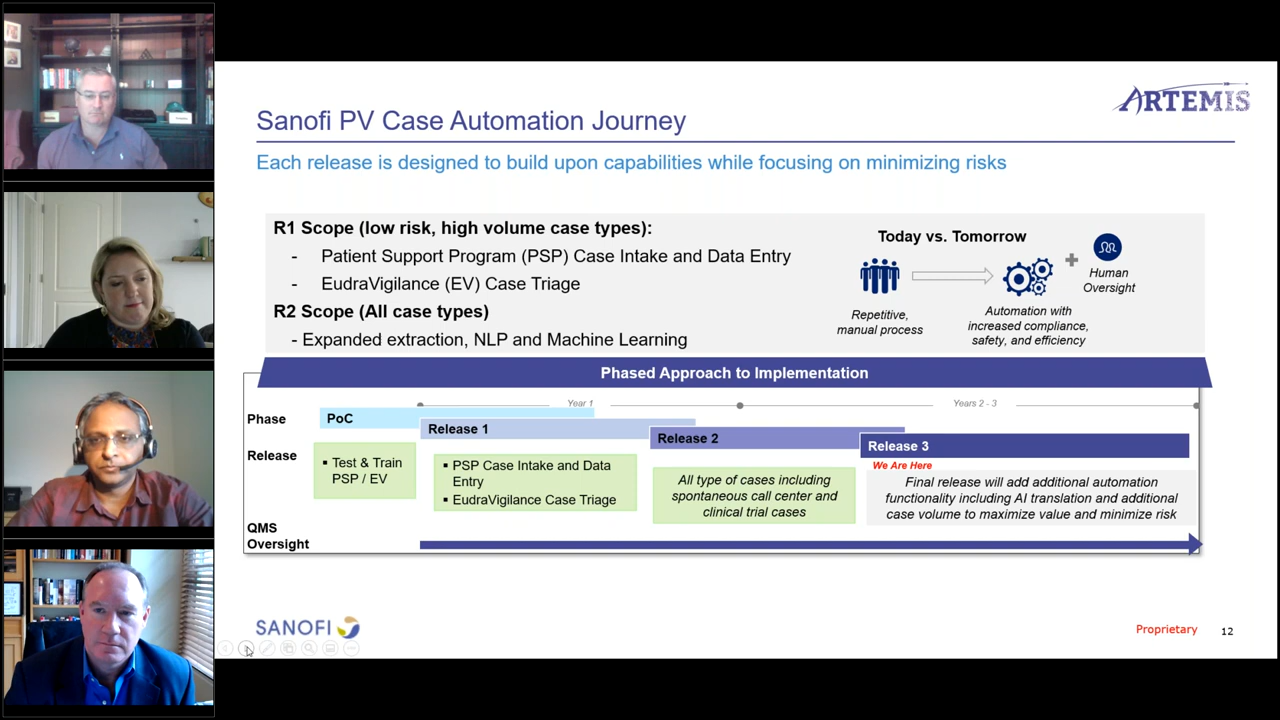 ARTEMIS
Sanofi PV Case Automation Journey
Each release is designed to build upon capabilities while focusing on minimizing risks
R1 Scope (low risk, high volume case types):
- Patient Support Program (PSP) Case Intake and Data Entry
- EudraVigilance (EV) Case Triage
R2 Scope (All case types)
- Expanded extraction, NLP and Machine Learning
Today vs. Tomorrow
Repetitive,
manual process
Automation with
increased compliance,
safety, and efficiency
+
Human
Oversight
Phased Approach to Implementation
Year 1
Years 2 - 3
Phase
PoC
Release 1
Release 2
Release 3
Release
▪ Test & Train
PSP / EV
▪ PSP Case Intake and Data
Entry
▪ EudraVigilance Case Triage
All type of cases including
spontaneous call center and
clinical trial cases
We Are Here
Final release will add additional automation
functionality including AI translation and additional
case volume to maximize value and minimize risk
QMS
Oversight
SANOFI
Proprietary
12